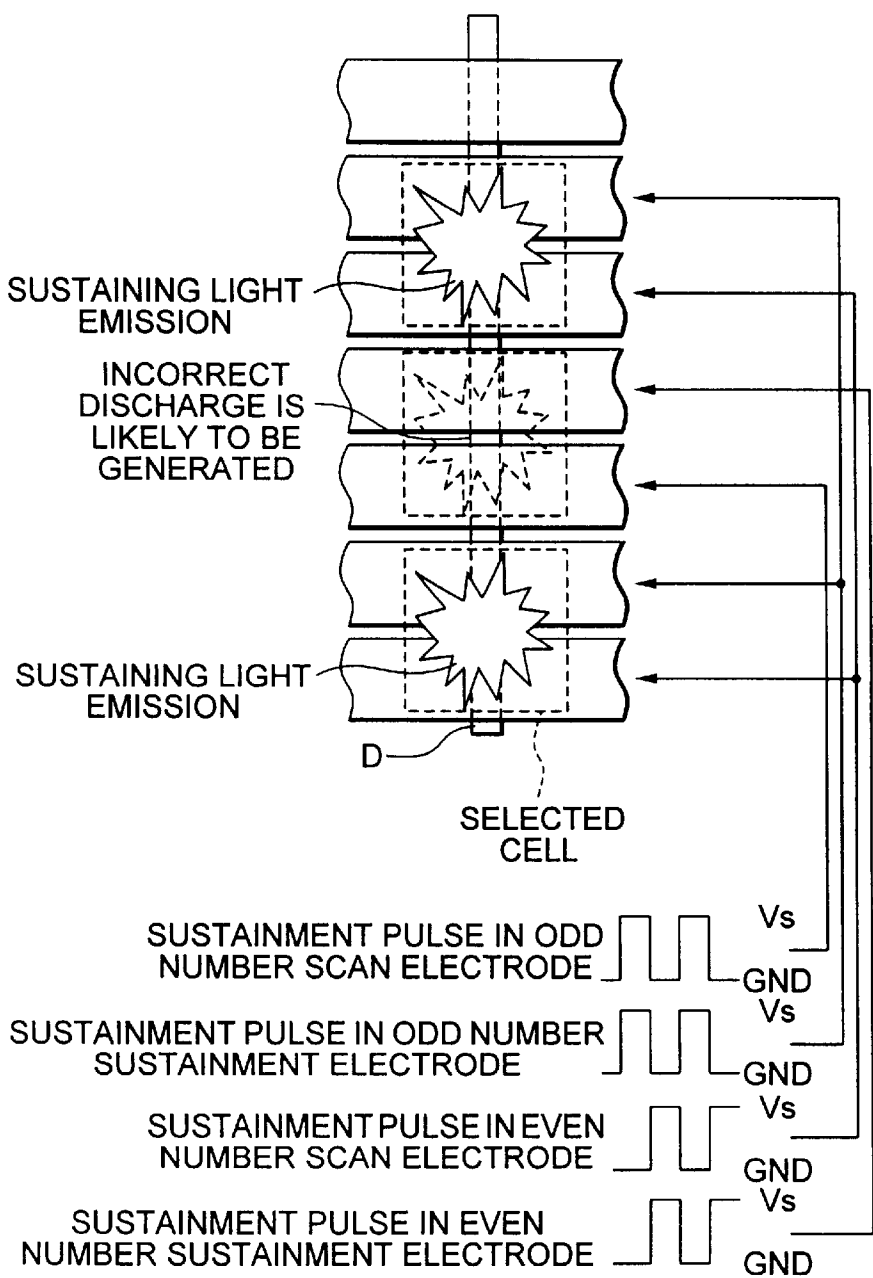 SUSTAINING LIGHT
EMISSION
INCORRECT
DISCHARGE IS
LIKELY TO BE
GENERATED
SUSTAINING LIGHT
EMISSION
D
SELECTED
CELL
SUSTAINMENT PULSE IN ODD
NUMBER SCAN ELECTRODE
Vs
GND
SUSTAINMENT PULSE IN ODD NUMBER
SUSTAINMENT ELECTRODE
Vs
GND
SUSTAINMENT PULSE IN EVEN
NUMBER SCAN ELECTRODE
Vs
GND
SUSTAINMENT PULSE IN EVEN
NUMBER SUSTAINMENT ELECTRODE
Vs
GND